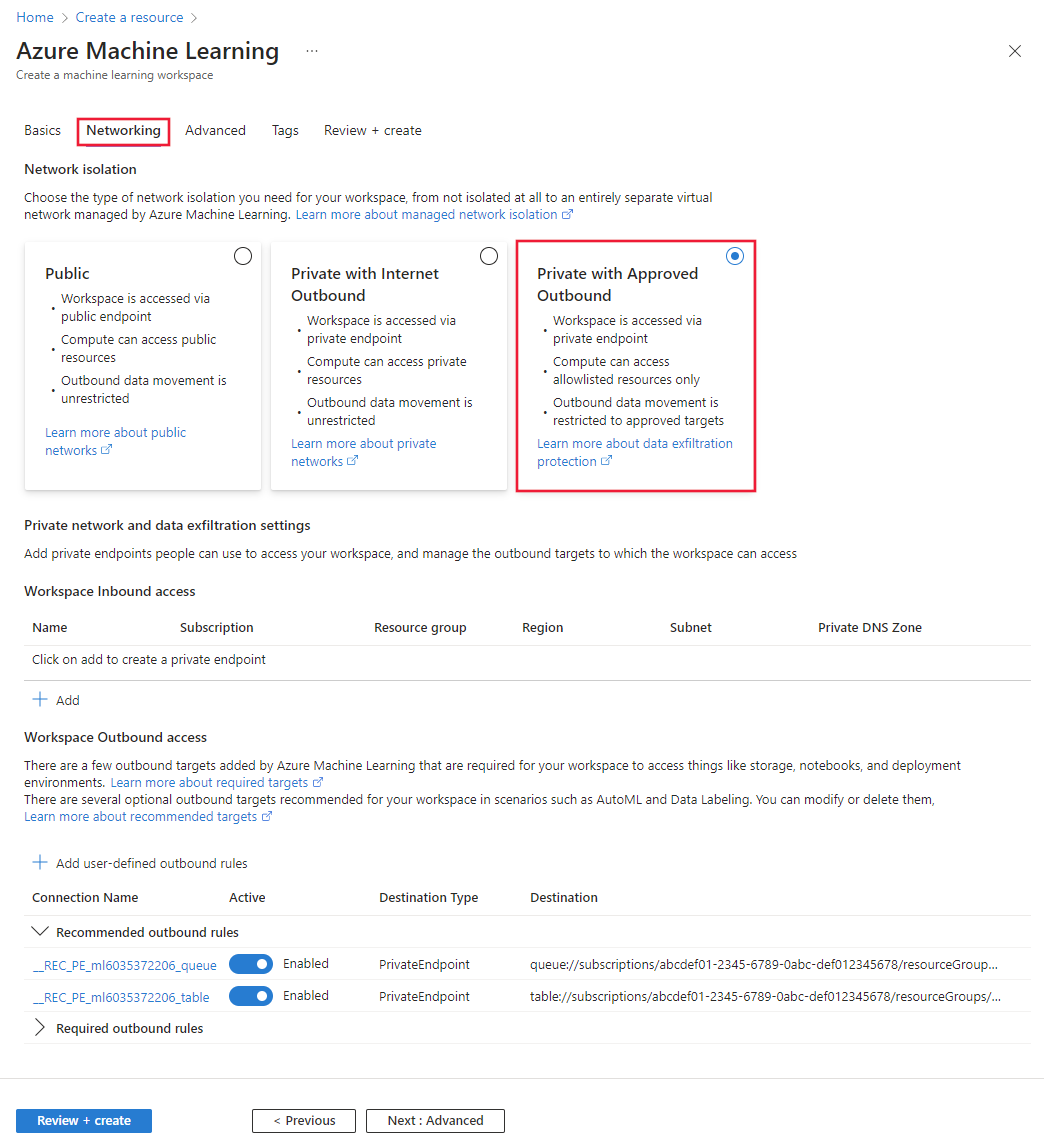 Home > Create a resource >
Azure Machine Learning ...
Create a machine learning workspace
Basics Networking Advanced Tags Review + create
Network isolation
Choose the type of network isolation you need for your workspace, from not isolated at all to an entirely separate virtual
network managed by Azure Machine Learning. Learn more about managed network isolation
Public
• Workspace is accessed via
public endpoint
• Compute can access public
resources
• Outbound data movement is
unrestricted
Learn more about public
networks
Private with Internet
Outbound
• Workspace is accessed via
private endpoint
• Compute can access private
resources
• Outbound data movement is
unrestricted
Learn more about private
networks
Private with Approved
Outbound
• Workspace is accessed via
private endpoint
• Compute can access
allowlisted resources only
• Outbound data movement is
restricted to approved targets
Learn more about data exfiltration
protection
Private network and data exfiltration settings
Add private endpoints people can use to access your workspace, and manage the outbound targets to which the workspace can access
Workspace Inbound access
Name Subscription Resource group Region Subnet Private DNS Zone
Click on add to create a private endpoint
+ Add
Workspace Outbound access
There are a few outbound targets added by Azure Machine Learning that are required for your workspace to access things like storage, notebooks, and deployment
environments. Learn more about required targets
There are several optional outbound targets recommended for your workspace in scenarios such as AutoML and Data Labeling. You can modify or delete them,
Learn more about recommended targets
+ Add user-defined outbound rules
Connection Name Active Destination Type Destination
Recommended outbound rules
__REC_PE_ml6035372206_queue Enabled PrivateEndpoint queue://subscriptions/abcdef01-2345-6789-0abc-def012345678/resourceGroup...
__REC_PE_ml6035372206_table Enabled PrivateEndpoint table://subscriptions/abcdef01-2345-6789-0abc-def012345678/resourceGroups/...
Required outbound rules
Review + create < Previous Next : Advanced